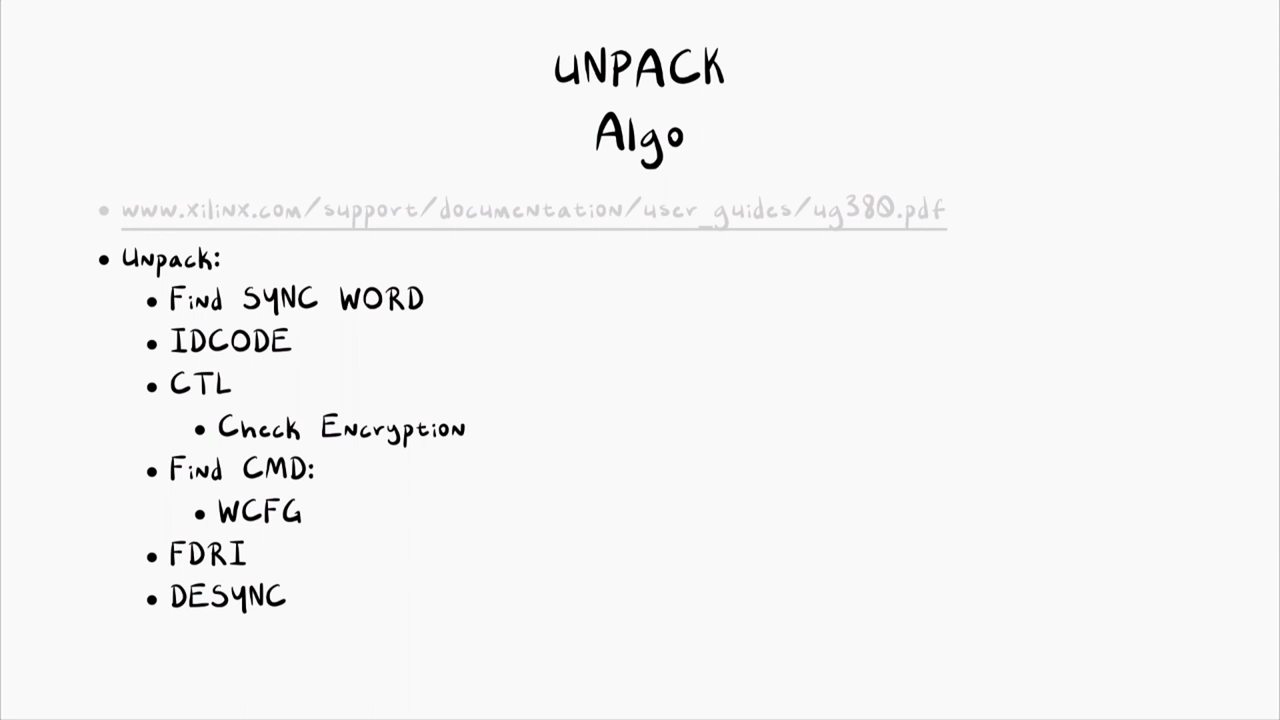 UNPACK
Algo
• www.xilinx.com/support/documentation/user_guides/ug380.pdf
• Unpack:
• Find SYNC WORD
• IDCODE
• CTL
• Check Encryption
• Find CMD:
• WCFG
• FDRI
• DESYNC